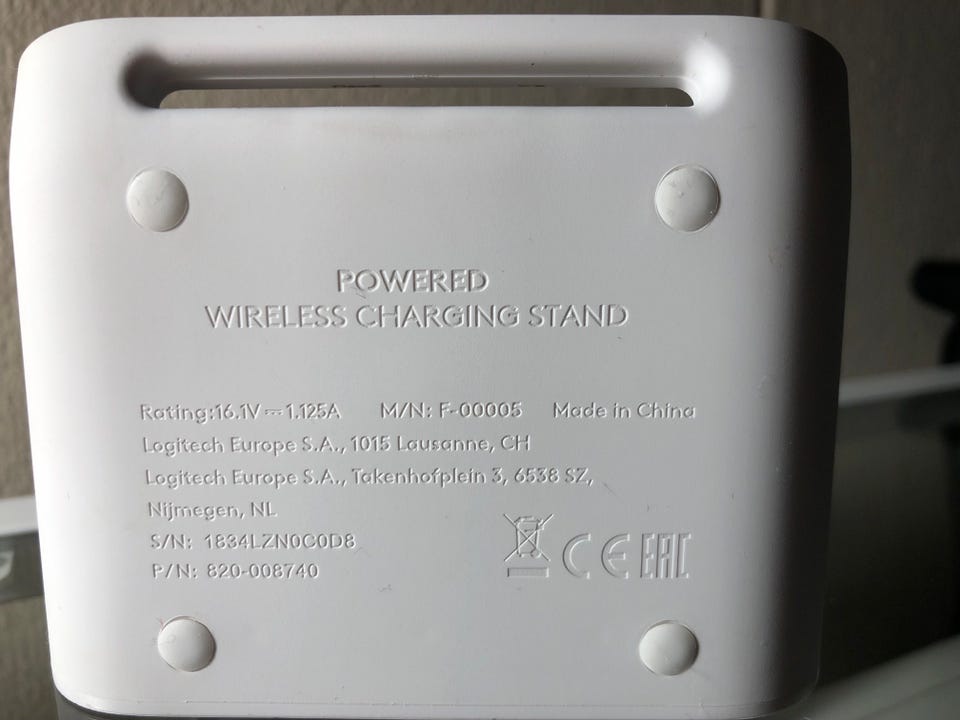 POWERED
WIRELESS CHARGING STAND
Rating:16.1V⎓1.125A M/N: F-00005 Made in China
Logitech Europe S.A., 1015 Lausanne, CH
Logitech Europe S.A., Takenhofplein 3, 6538 SZ,
Nijmegen, NL
S/N: 1834LZN0C0D8
P/N: 820-008740
CE EAC